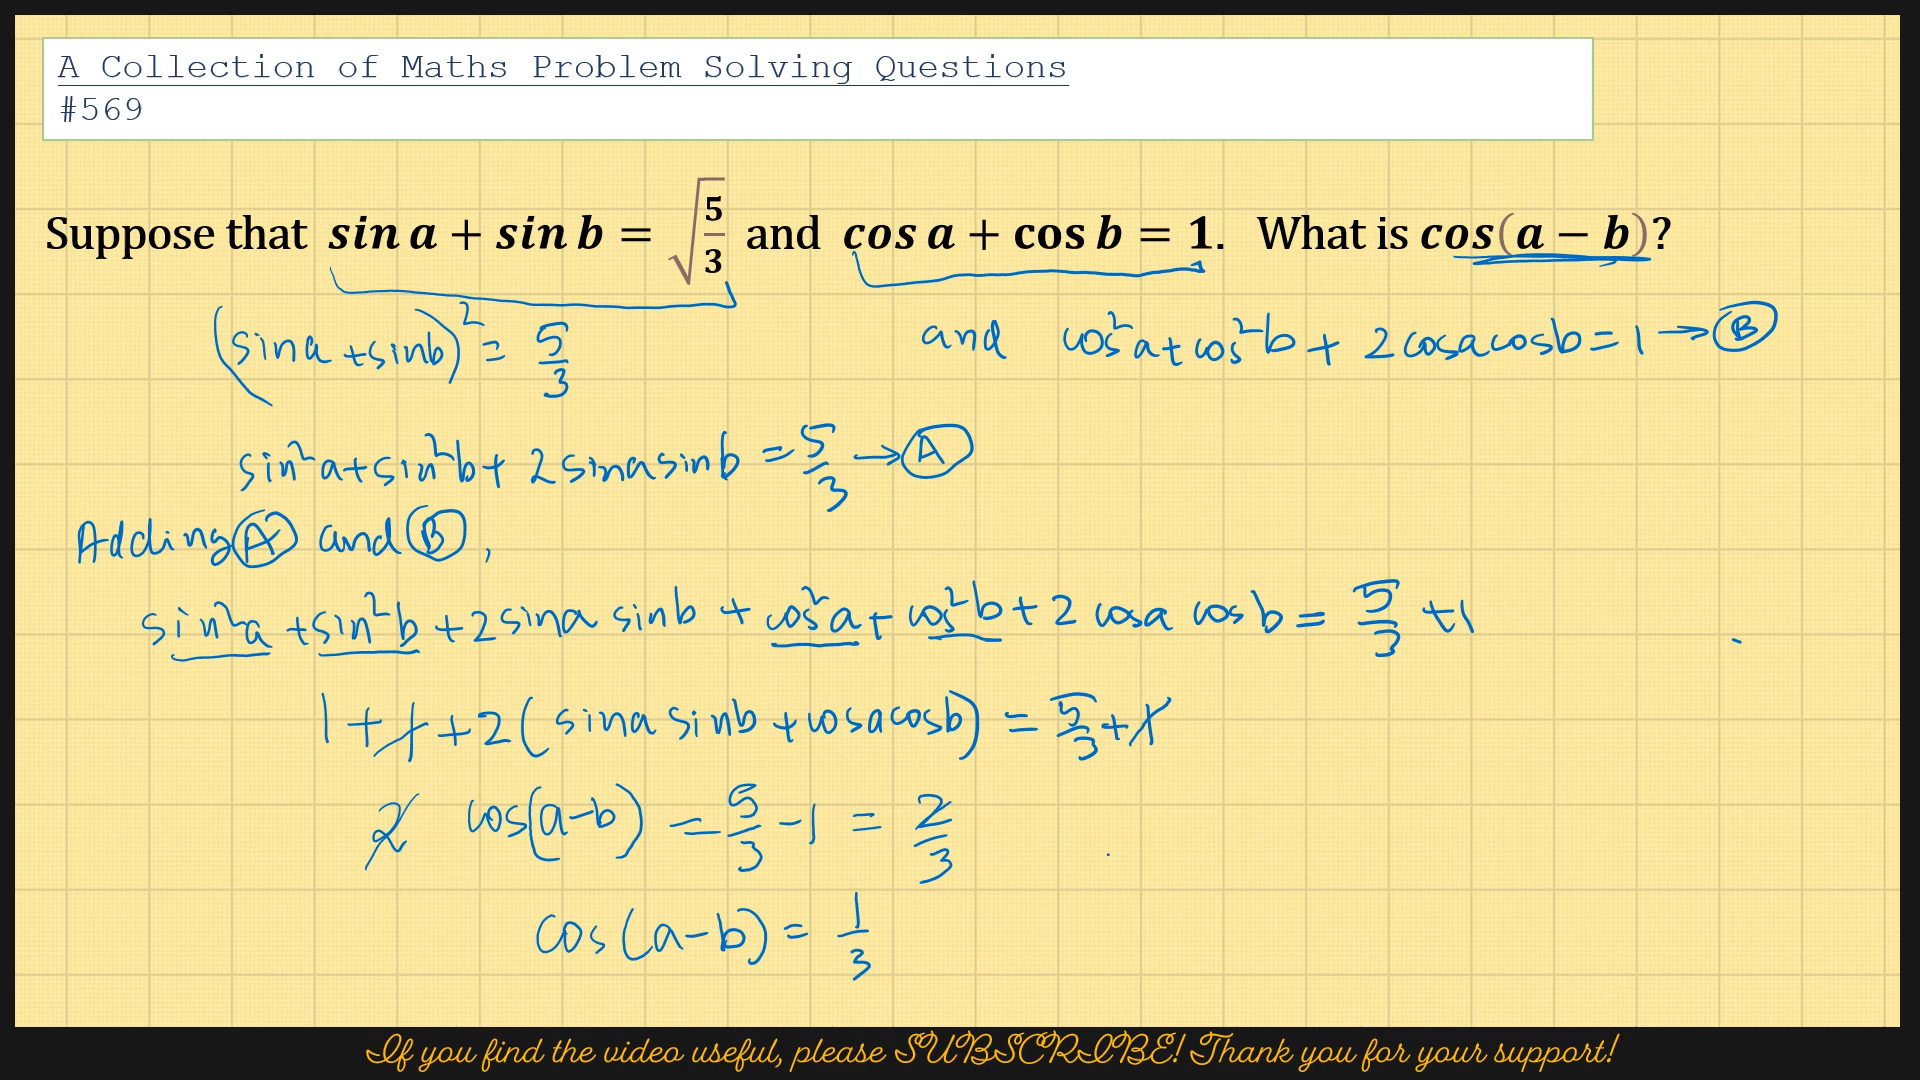 A Collection of Maths Problem Solving Questions
#569
Suppose that sin a + sin b = √(5/3) and cos a + cos b = 1. What is cos(a − b)?
(sina + sinb)² = 5/3 and cos²a + cos²b + 2cosacosb = 1 → B
sin²a + sin²b + 2sinasinb = 5/3 → A
Adding A and B,
sin²a + sin²b + 2sina sinb + cos²a + cos²b + 2 cosa cosb = 5/3 + 1
1 + 1 + 2(sina sinb + cosacosb) = 5/3 + 1
2 cos(a−b) = 5/3 − 1 = 2/3
cos(a−b) = 1/3
If you find the video useful, please SUBSCRIBE! Thank you for your support!